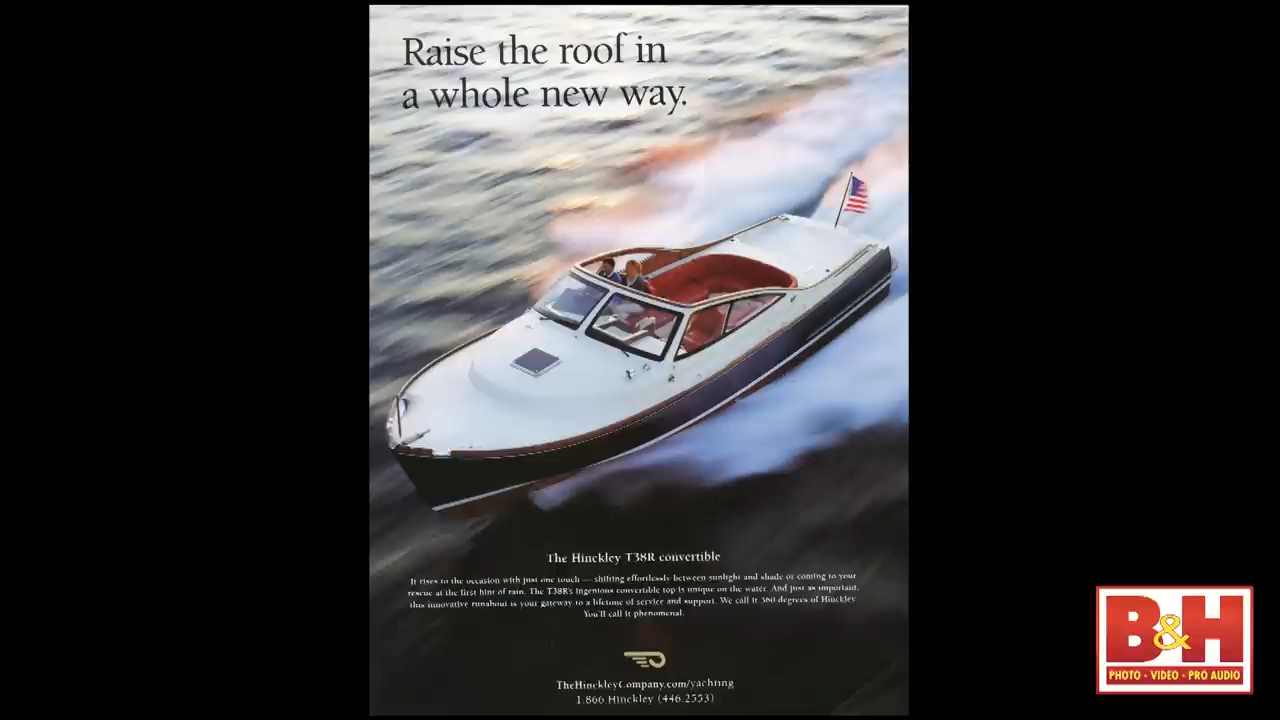 Raise the roof in
a whole new way.
The Hinckley T38R convertible
It rises to the occasion with just one touch — shifting effortlessly between sunlight and shade or coming to your
rescue at the first hint of rain. The T38R's ingenious convertible top is unique on the water. And just as important,
this innovative runabout is your gateway to a lifetime of service and support. We call it 360 degrees of Hinckley
You'll call it phenomenal.
TheHinckleyCompany.com/yachting
1.866.Hinckley (446.2553)
B&H
PHOTO - VIDEO - PRO AUDIO